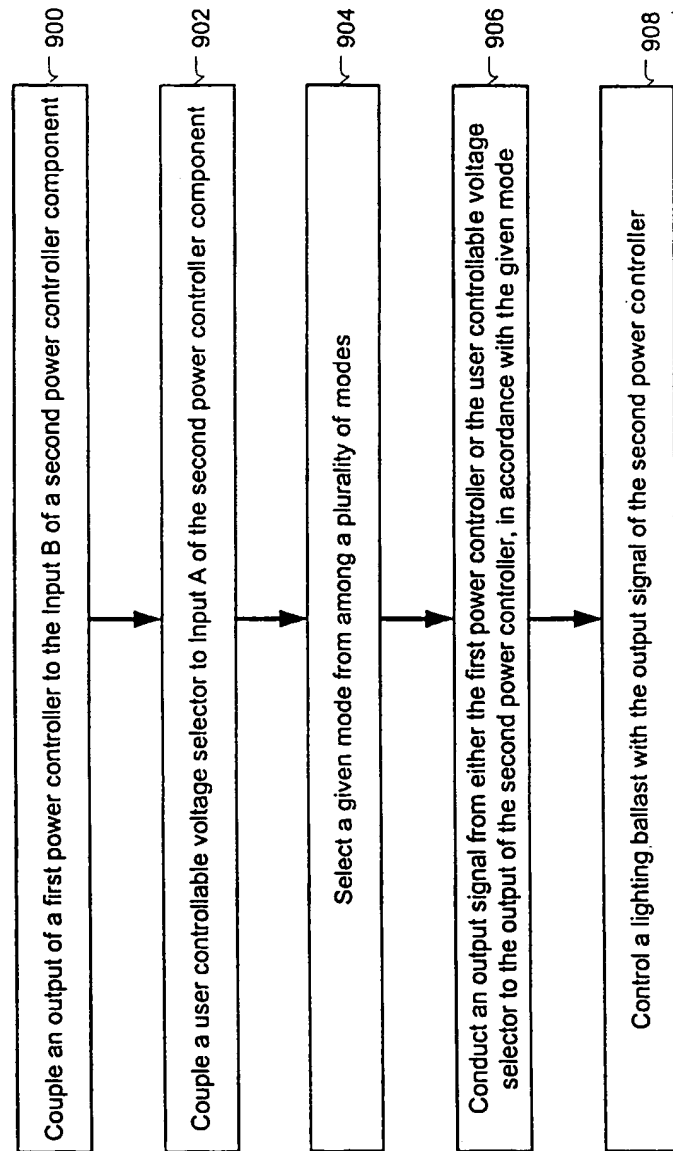 Couple an output of a first power controller to the Input B of a second power controller component
900
Couple a user controllable voltage selector to Input A of the second power controller component
902
Select a given mode from among a plurality of modes
904
Conduct an output signal from either the first power controller or the user controllable voltage
selector to the output of the second power controller, in accordance with the given mode
906
Control a lighting ballast with the output signal of the second power controller
908